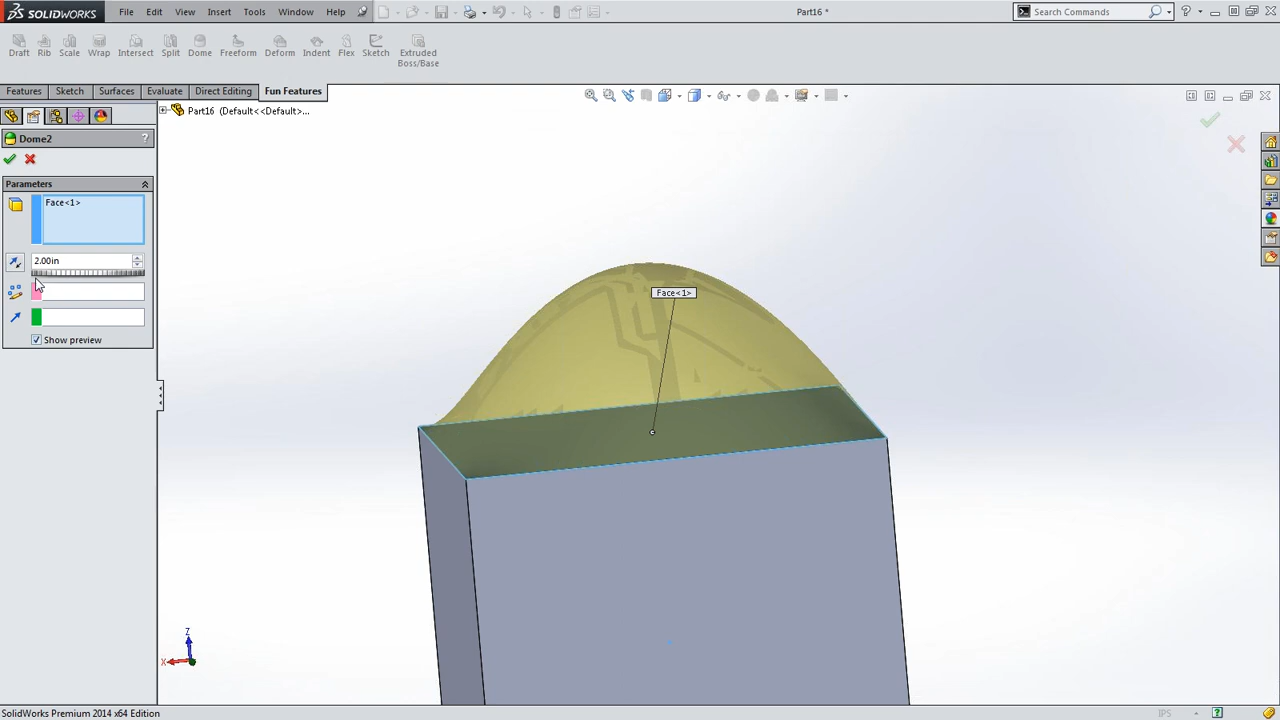 SOLIDWORKS File Edit View Insert Tools Window Help Part16 * Search Commands ?
Draft Rib Scale Wrap Intersect Split Dome Freeform Deform Indent Flex Sketch Extruded
Boss/Base
Features Sketch Surfaces Evaluate Direct Editing Fun Features
Part16 (Default<<Default>...
Dome2 ?
Parameters
Face<1>
2.00in
Show preview
Face<1>
Z
X
SolidWorks Premium 2014 x64 Edition IPS ?